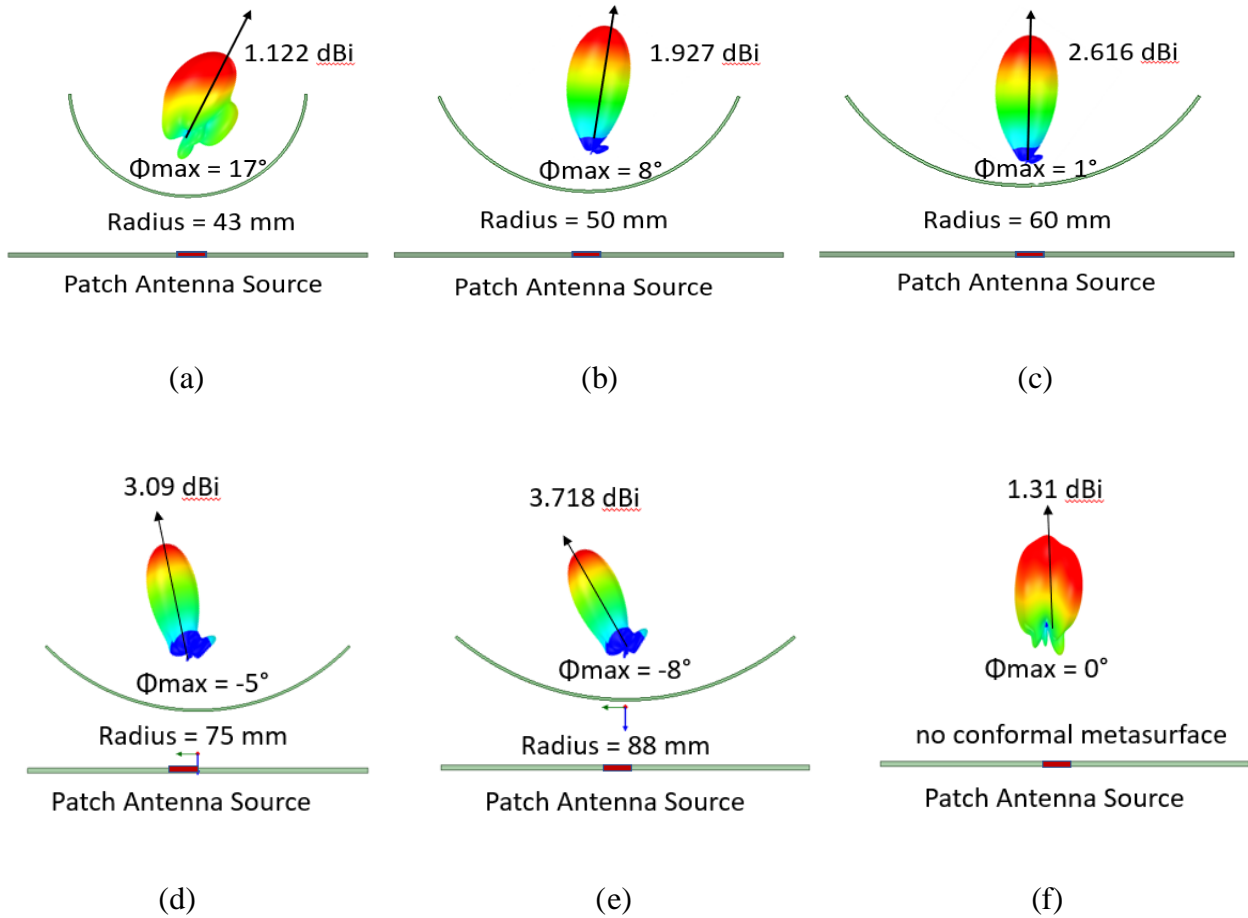 1.122 dBi
Φmax = 17°
Radius = 43 mm
Patch Antenna Source
(a)
1.927 dBi
Φmax = 8°
Radius = 50 mm
Patch Antenna Source
(b)
2.616 dBi
Φmax = 1°
Radius = 60 mm
Patch Antenna Source
(c)
3.09 dBi
Φmax = -5°
Radius = 75 mm
Patch Antenna Source
(d)
3.718 dBi
Φmax = -8°
Radius = 88 mm
Patch Antenna Source
(e)
1.31 dBi
Φmax = 0°
no conformal metasurface
Patch Antenna Source
(f)